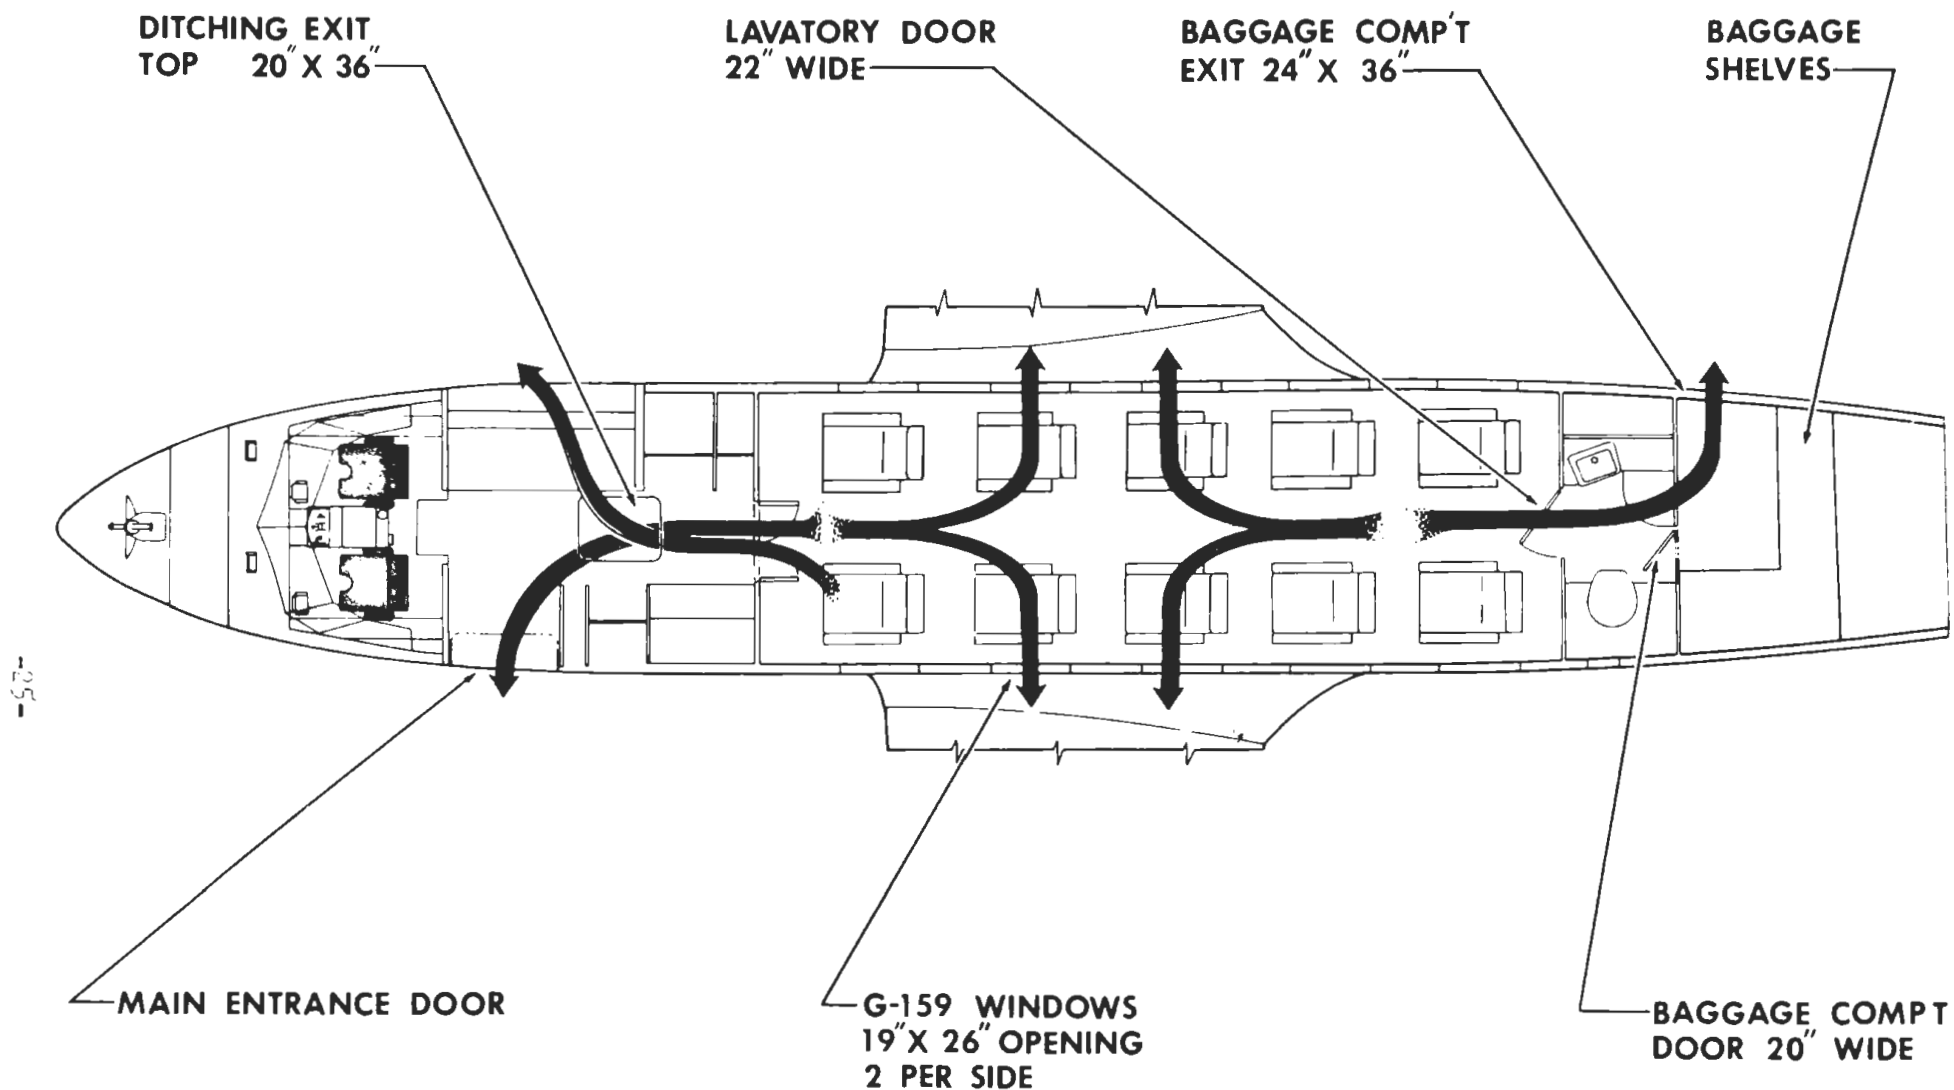 DITCHING EXIT
TOP 20" X 36"
LAVATORY DOOR
22" WIDE
BAGGAGE COMP'T
EXIT 24" X 36"
BAGGAGE
SHELVES
MAIN ENTRANCE DOOR
G-159 WINDOWS
19" X 26" OPENING
2 PER SIDE
BAGGAGE COMPT
DOOR 20" WIDE